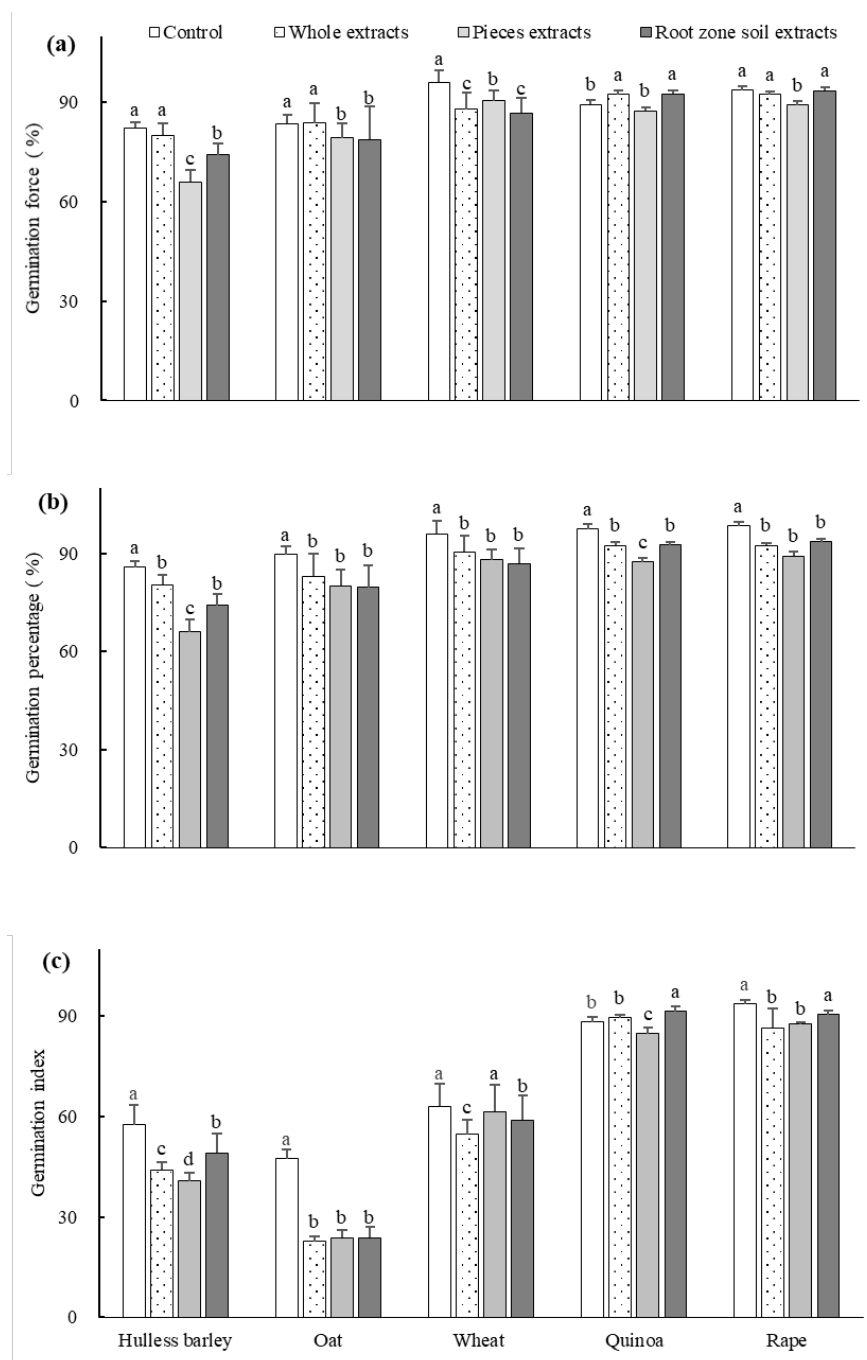 (a)
Control Whole extracts Pieces extracts Root zone soil extracts
a a c b a a b b a c b c b a b a a a b a
Germination force ( %)
90
60
30
0
(b)
a b c b a b b b a b b b a b c b a b b b
Germination percentage ( %)
90
60
30
0
(c)
a c d b a b b b a c a b b b c a a b b a
Germination index
90
60
30
0
Hulless barley Oat Wheat Quinoa Rape